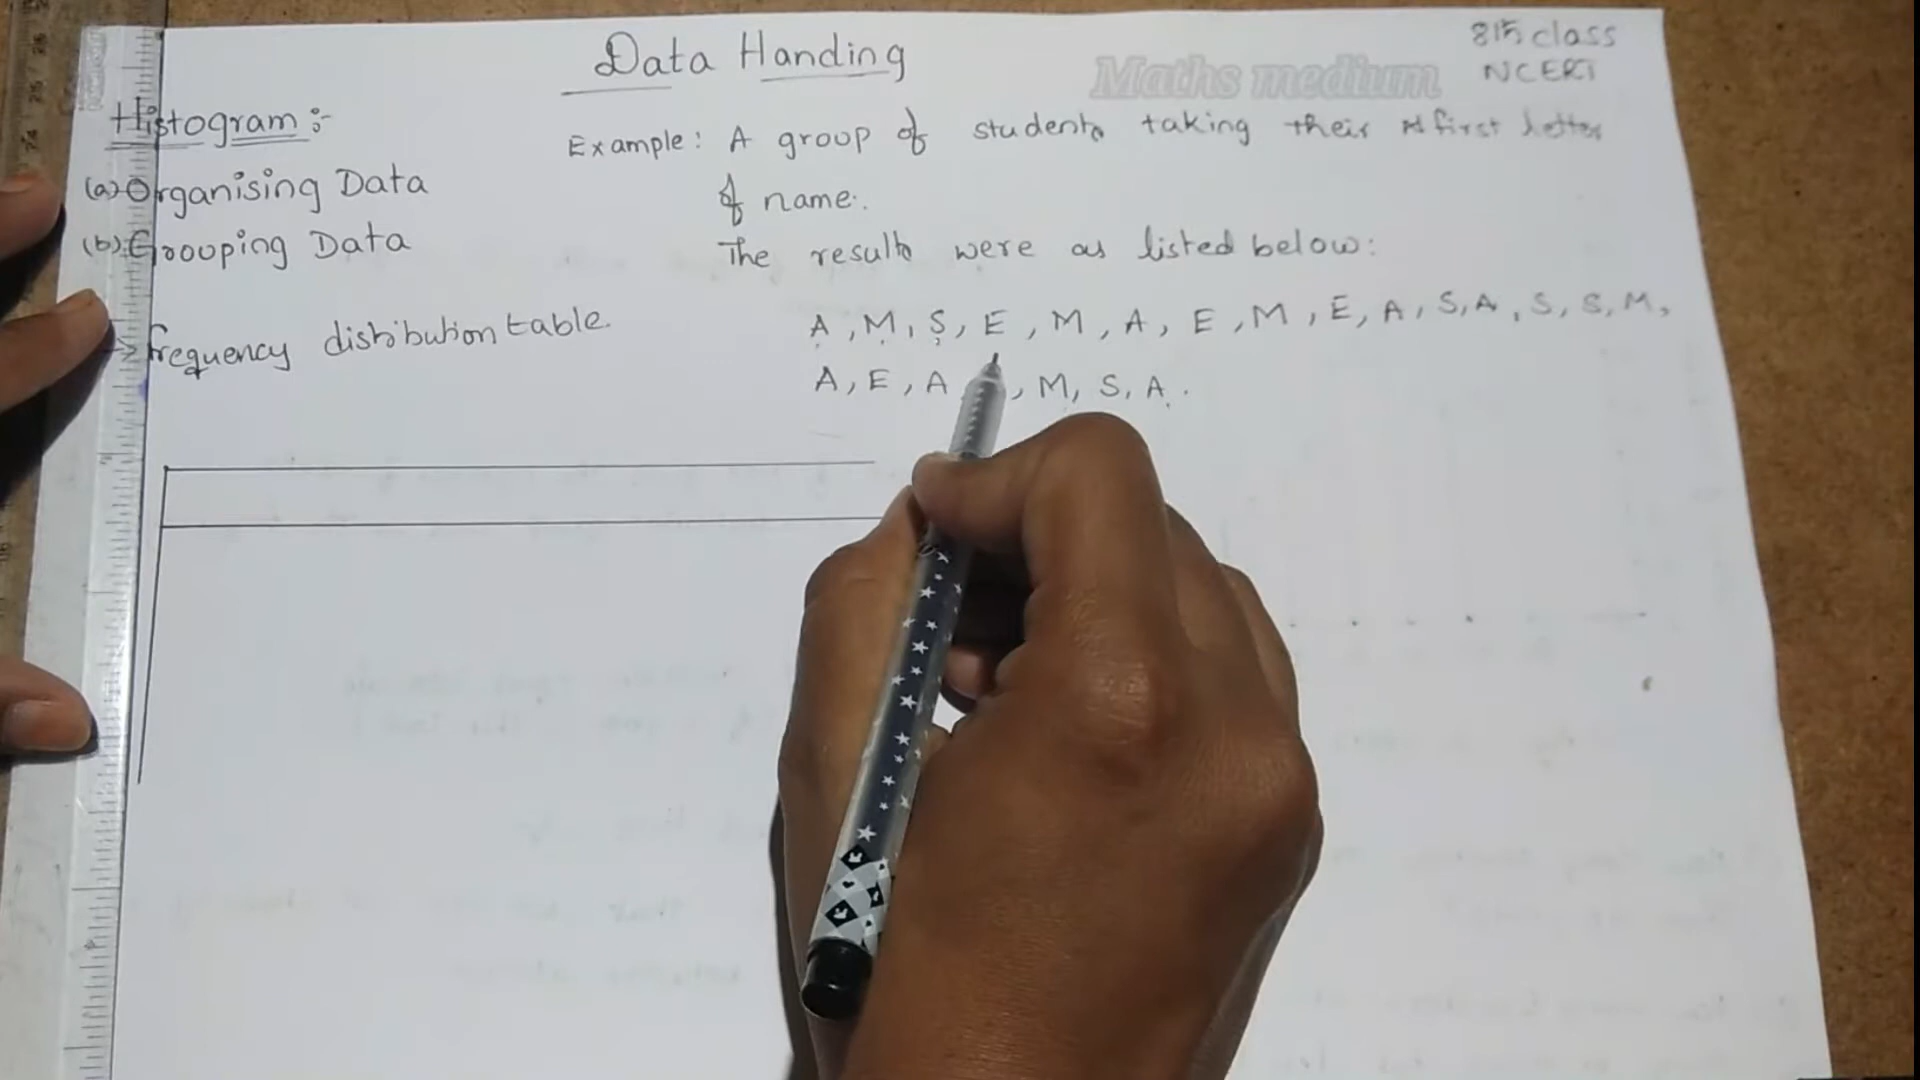 Data Handing
Maths medium
8th class
NCERT
Histogram :-
(a) Organising Data
(b) Grouping Data
→ frequency distribution table.
Example: A group of students taking their first letter
of name.
The results were as listed below:
A, M, S, E, M, A, E, M, E, A, S, A, S, S, M,
A, E, A , M, S, A.